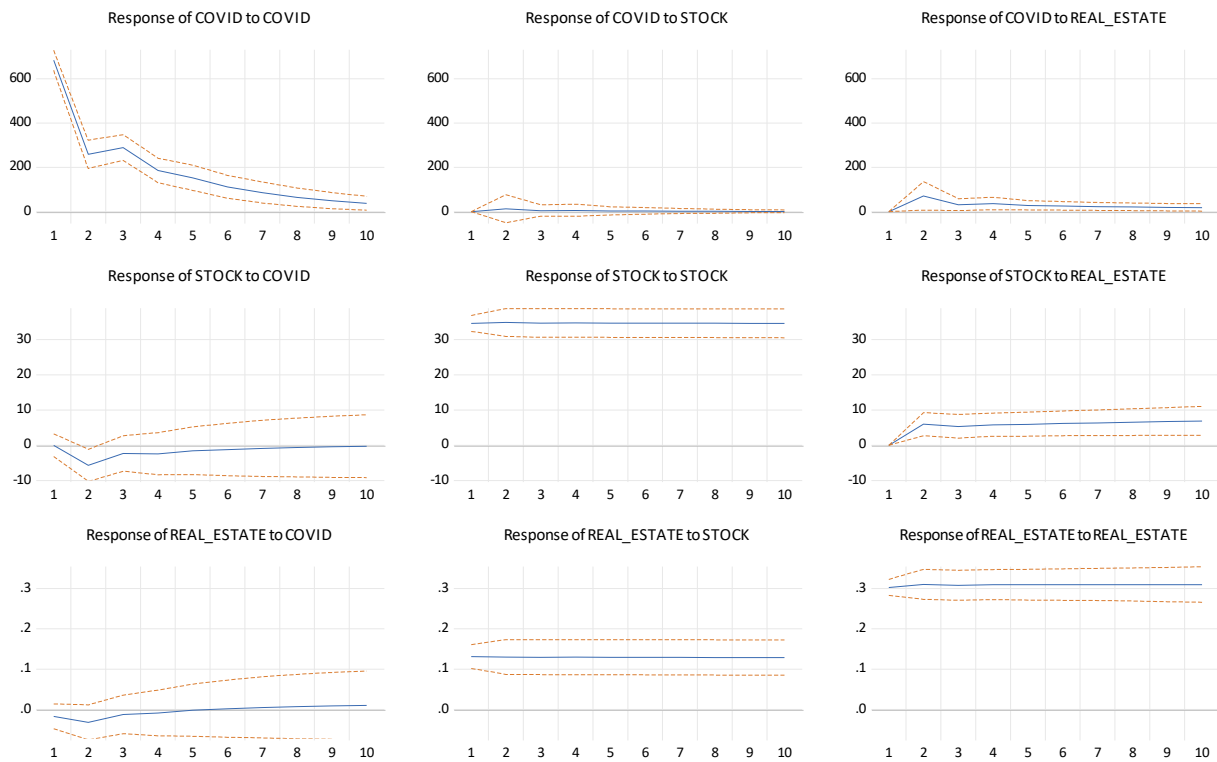 Response of COVID to COVID
Response of COVID to STOCK
Response of COVID to REAL_ESTATE
600
400
200
0
1 2 3 4 5 6 7 8 9 10
600
400
200
0
1 2 3 4 5 6 7 8 9 10
600
400
200
0
1 2 3 4 5 6 7 8 9 10
Response of STOCK to COVID
Response of STOCK to STOCK
Response of STOCK to REAL_ESTATE
30
20
10
0
-10
1 2 3 4 5 6 7 8 9 10
30
20
10
0
-10
1 2 3 4 5 6 7 8 9 10
30
20
10
0
-10
1 2 3 4 5 6 7 8 9 10
Response of REAL_ESTATE to COVID
Response of REAL_ESTATE to STOCK
Response of REAL_ESTATE to REAL_ESTATE
.3
.2
.1
.0
1 2 3 4 5 6 7 8 9 10
.3
.2
.1
.0
1 2 3 4 5 6 7 8 9 10
.3
.2
.1
.0
1 2 3 4 5 6 7 8 9 10